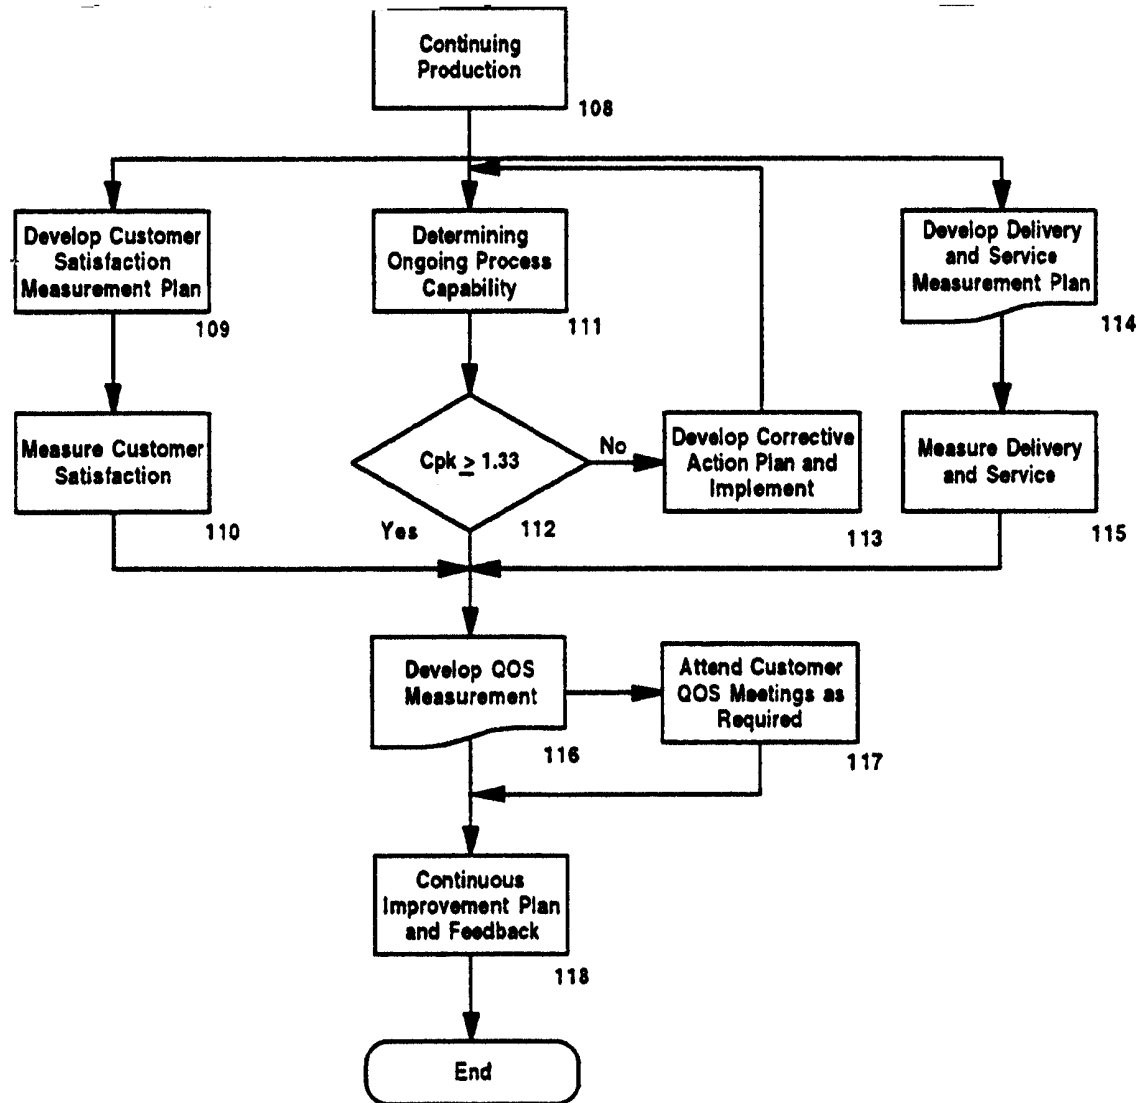 Continuing
Production
108
Develop Customer
Satisfaction
Measurement Plan
109
Determining
Ongoing Process
Capability
111
Develop Delivery
and Service
Measurement Plan
114
Measure Customer
Satisfaction
110
Cpk ≥ 1.33
112
No
Yes
Develop Corrective
Action Plan and
Implement
113
Measure Delivery
and Service
115
Develop QOS
Measurement
116
Attend Customer
QOS Meetings as
Required
117
Continuous
Improvement Plan
and Feedback
118
End